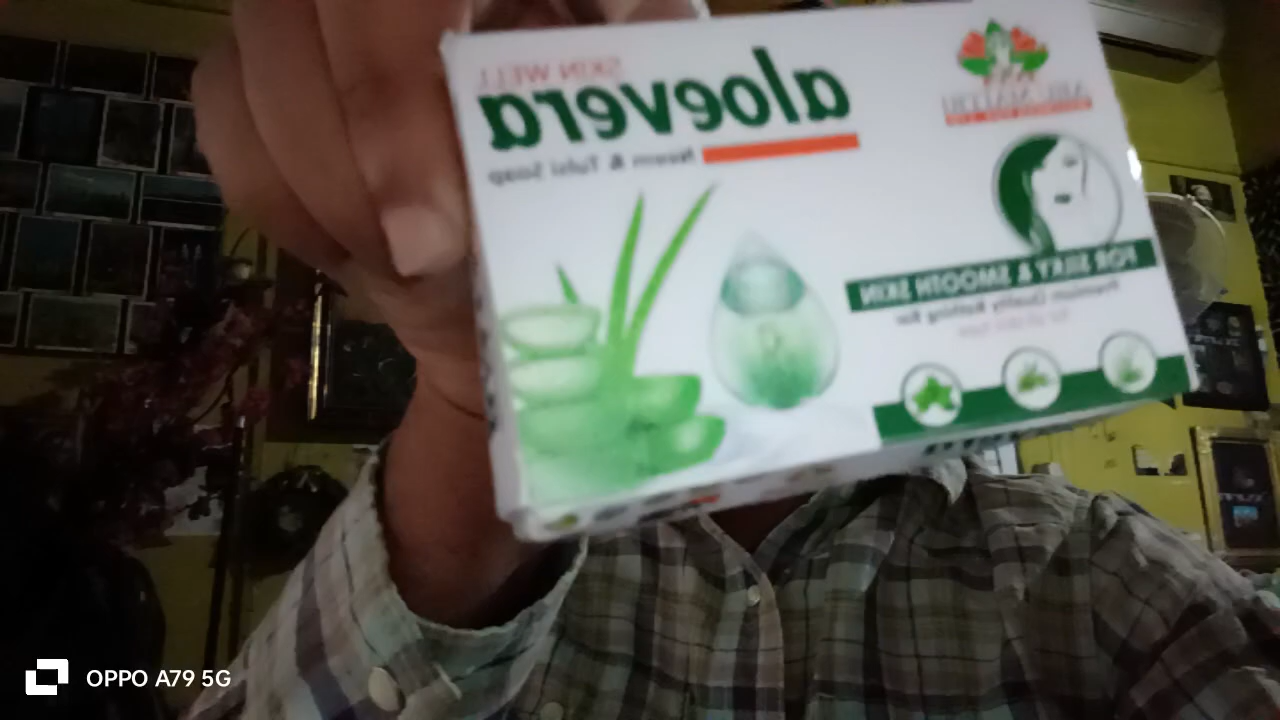 SKIN WELL
aloevera
Neem & Tulsi Soap
FOR SILKY & SMOOTH SKIN
Premium Quality Bathing Bar
OPPO A79 5G